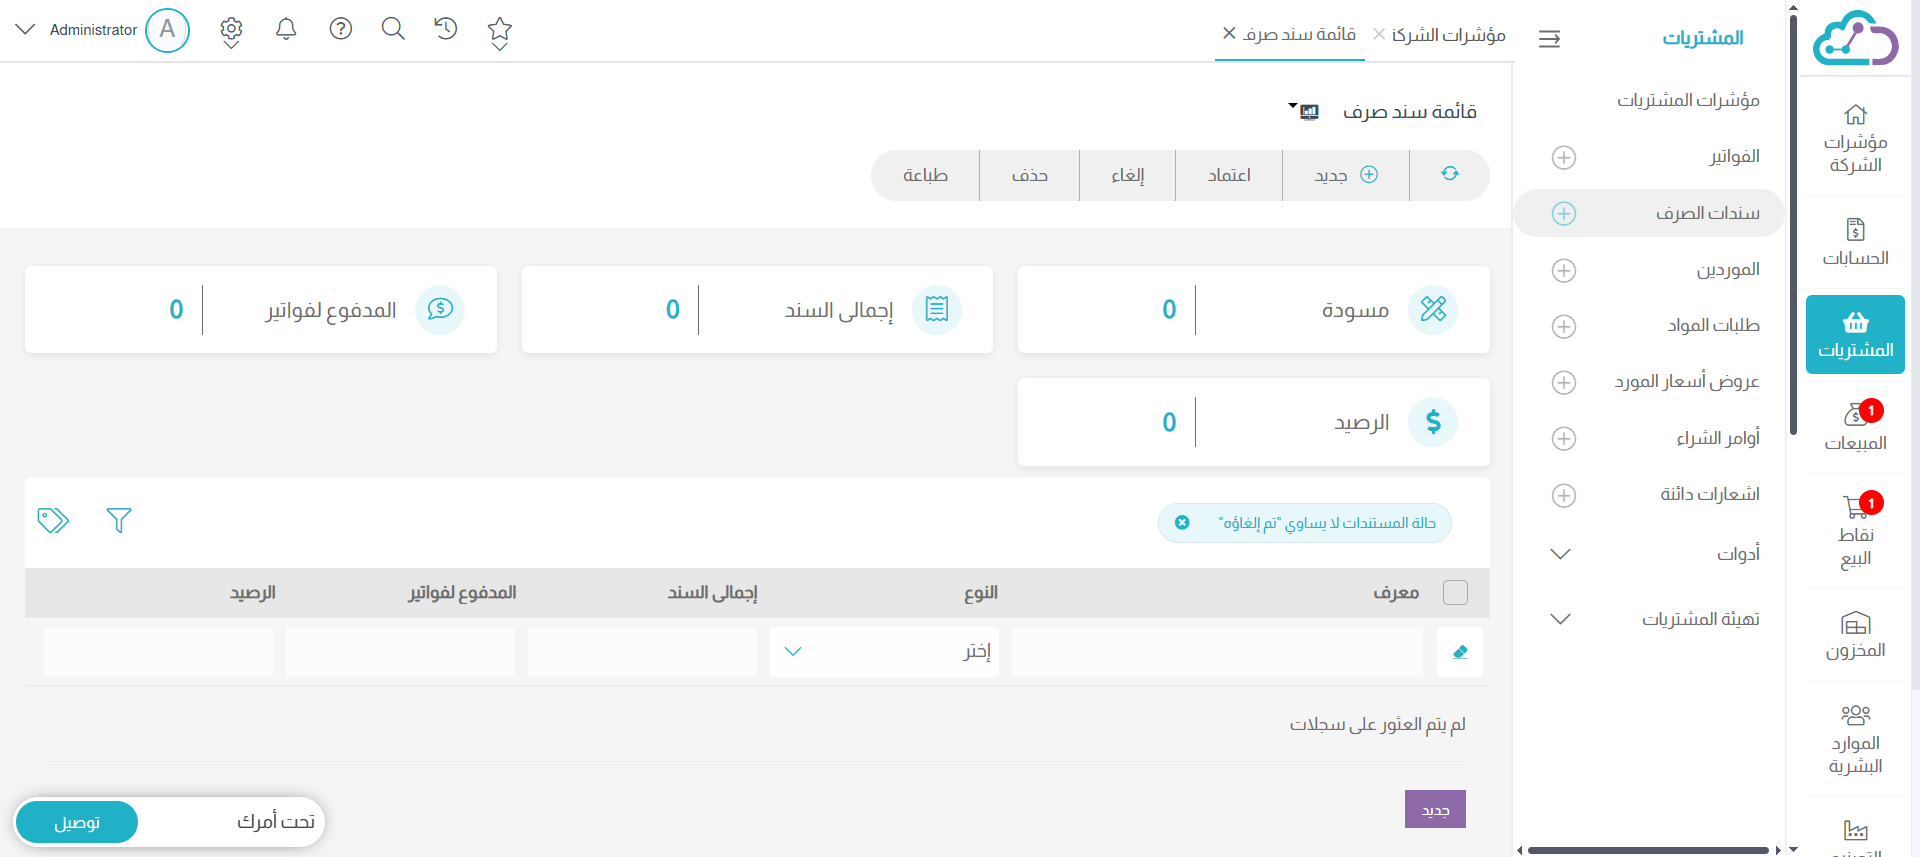 Administrator
A
مؤشرات الشركة
قائمة سند صرف
المشتريات
مؤشرات المشتريات
الفواتير
سندات الصرف
الموردين
طلبات المواد
عروض أسعار المورد
أوامر الشراء
اشعارات دائنة
أدوات
تهيئة المشتريات
مؤشرات
الشركة
الحسابات
المشتريات
1
المبيعات
1
نقاط
البيع
المخزون
الموارد
البشرية
قائمة سند صرف
جديد
اعتماد
إلغاء
حذف
طباعة
مسودة
0
إجمالى السند
0
المدفوع لفواتير
0
الرصيد
0
حالة المستندات لا يساوي "تم إلغاؤه"
معرف
النوع
إجمالى السند
المدفوع لفواتير
الرصيد
إختر
لم يتم العثور على سجلات
جديد
تحت أمرك
توصيل